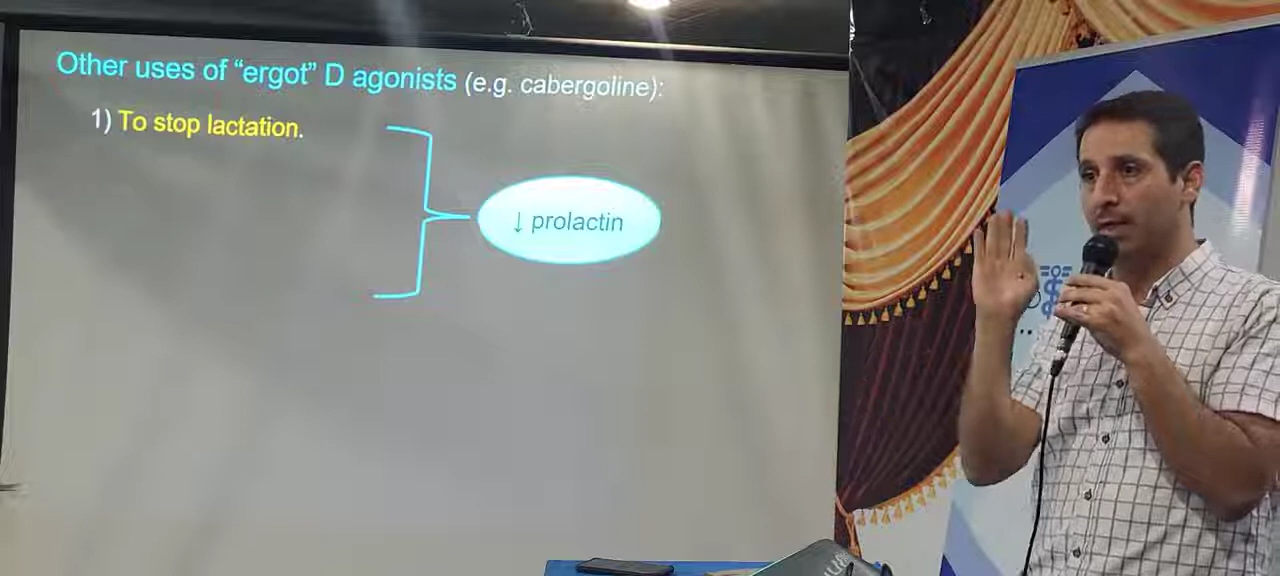 Other uses of “ergot” D agonists (e.g. cabergoline):
1) To stop lactation.
↓ prolactin